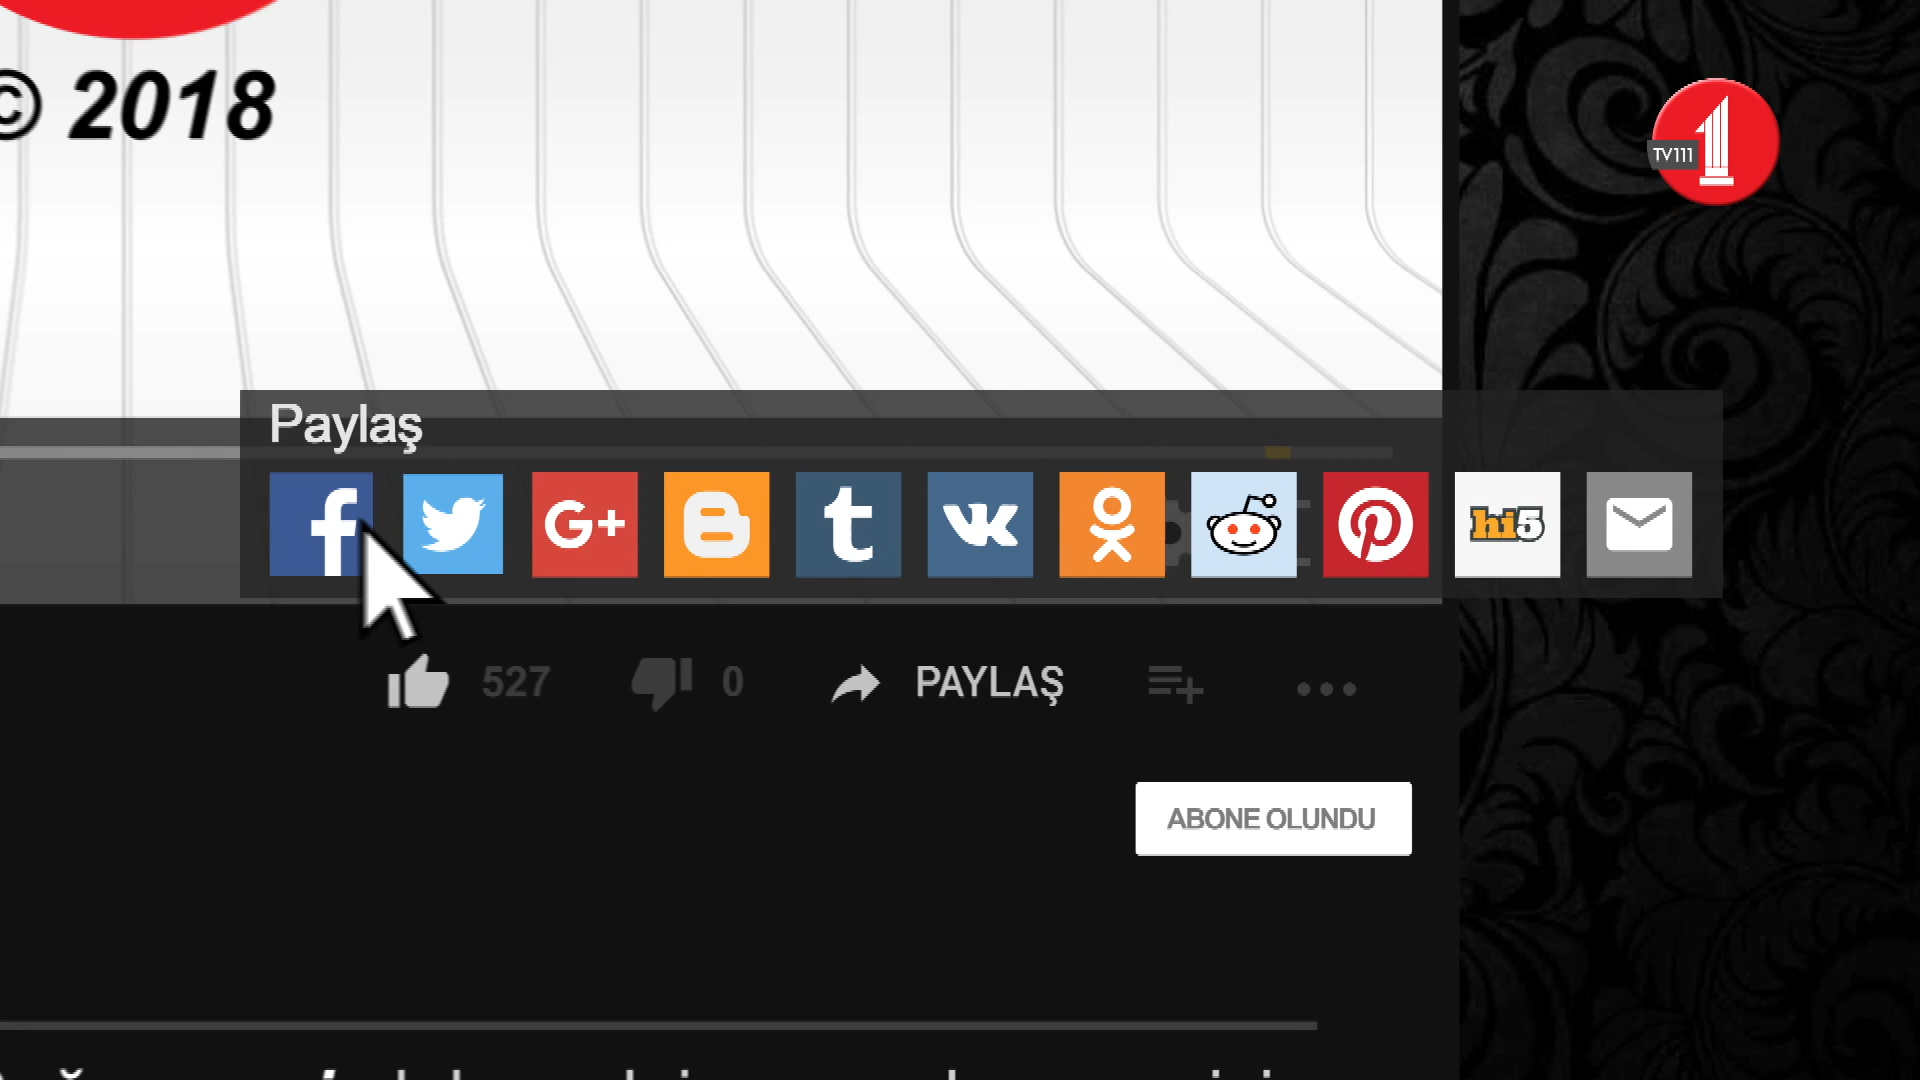 © 2018
TV111
Paylaş
G+
hi5
527
0
PAYLAŞ
ABONE OLUNDU